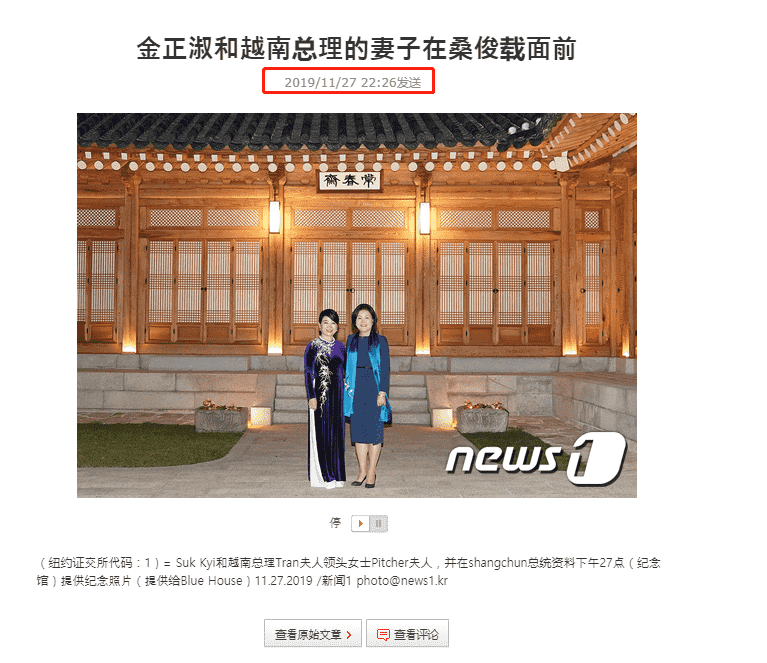 金正淑和越南总理的妻子在桑俊载面前
2019/11/27 22:26发送
齋春常
news1
停
（纽约证交所代码：1）= Suk Kyi和越南总理Tran夫人领头女士Pitcher夫人，并在shangchun总统资料下午27点（纪念
馆）提供纪念照片（提供给Blue House）11.27.2019 /新闻1 photo@news1.kr
查看原始文章
查看评论